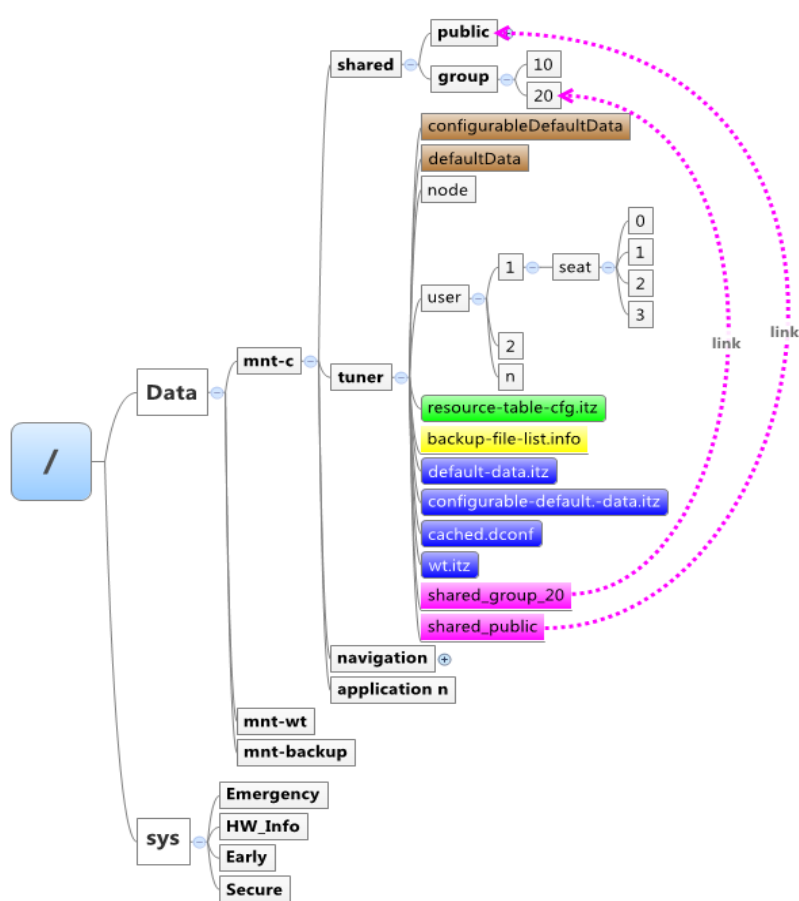 public
shared
group
10
20
configurableDefaultData
defaultData
node
0
1
1
seat
2
user
3
link
link
2
mnt-c
tuner
n
Data
resource-table-cfg.itz
backup-file-list.info
/
default-data.itz
configurable-default.-data.itz
cached.dconf
wt.itz
shared_group_20
shared_public
navigation
application n
mnt-wt
mnt-backup
Emergency
HW_Info
sys
Early
Secure